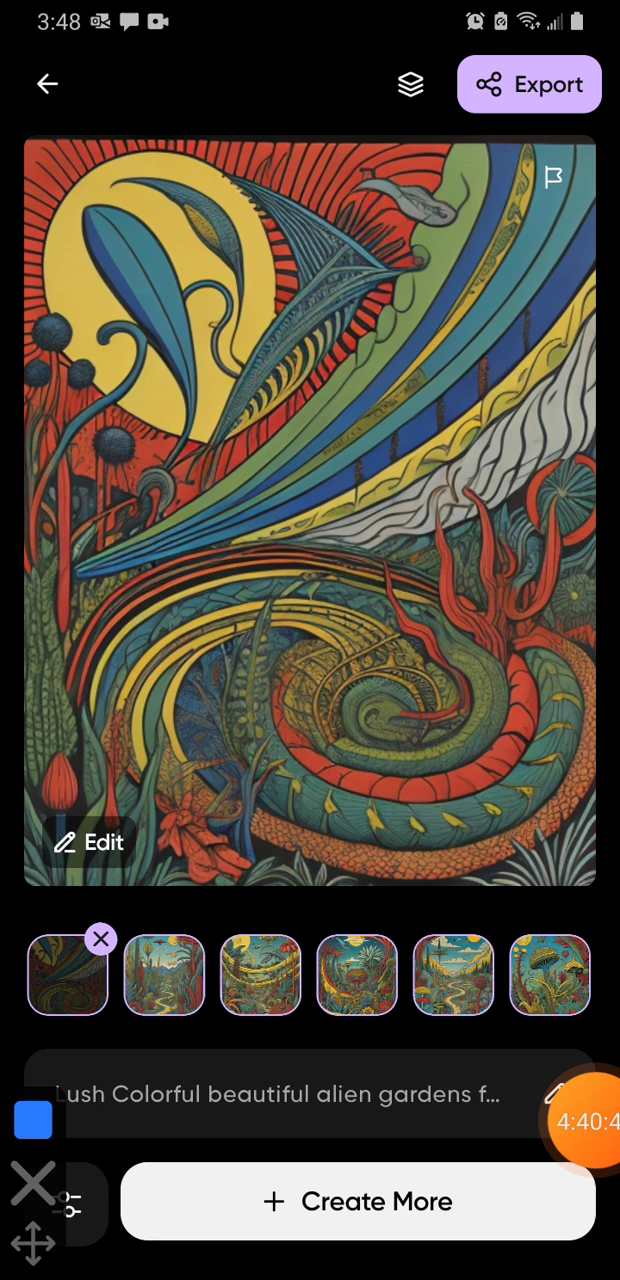 3:48
Export
Edit
Lush Colorful beautiful alien gardens f...
4:40:4
+ Create More